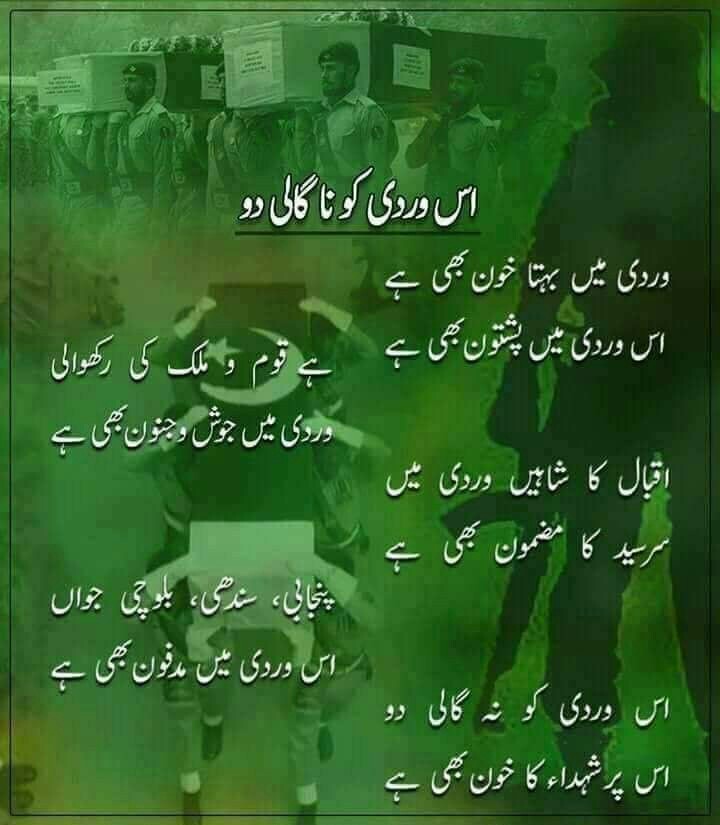 اس وردی کو نا گالی دو
وردی میں بہتا خون بھی ہے
اس وردی میں پشتون بھی ہے
ہے قوم و ملک کی رکھوالی
وردی میں جوش و جنون بھی ہے
اقبال کا شاہیں وردی میں
سرسید کا مضمون بھی ہے
پنجابی، سندھی، بلوچی جواں
اس وردی میں مدفون بھی ہے
اس وردی کو نہ گالی دو
اس پر شہداء کا خون بھی ہے